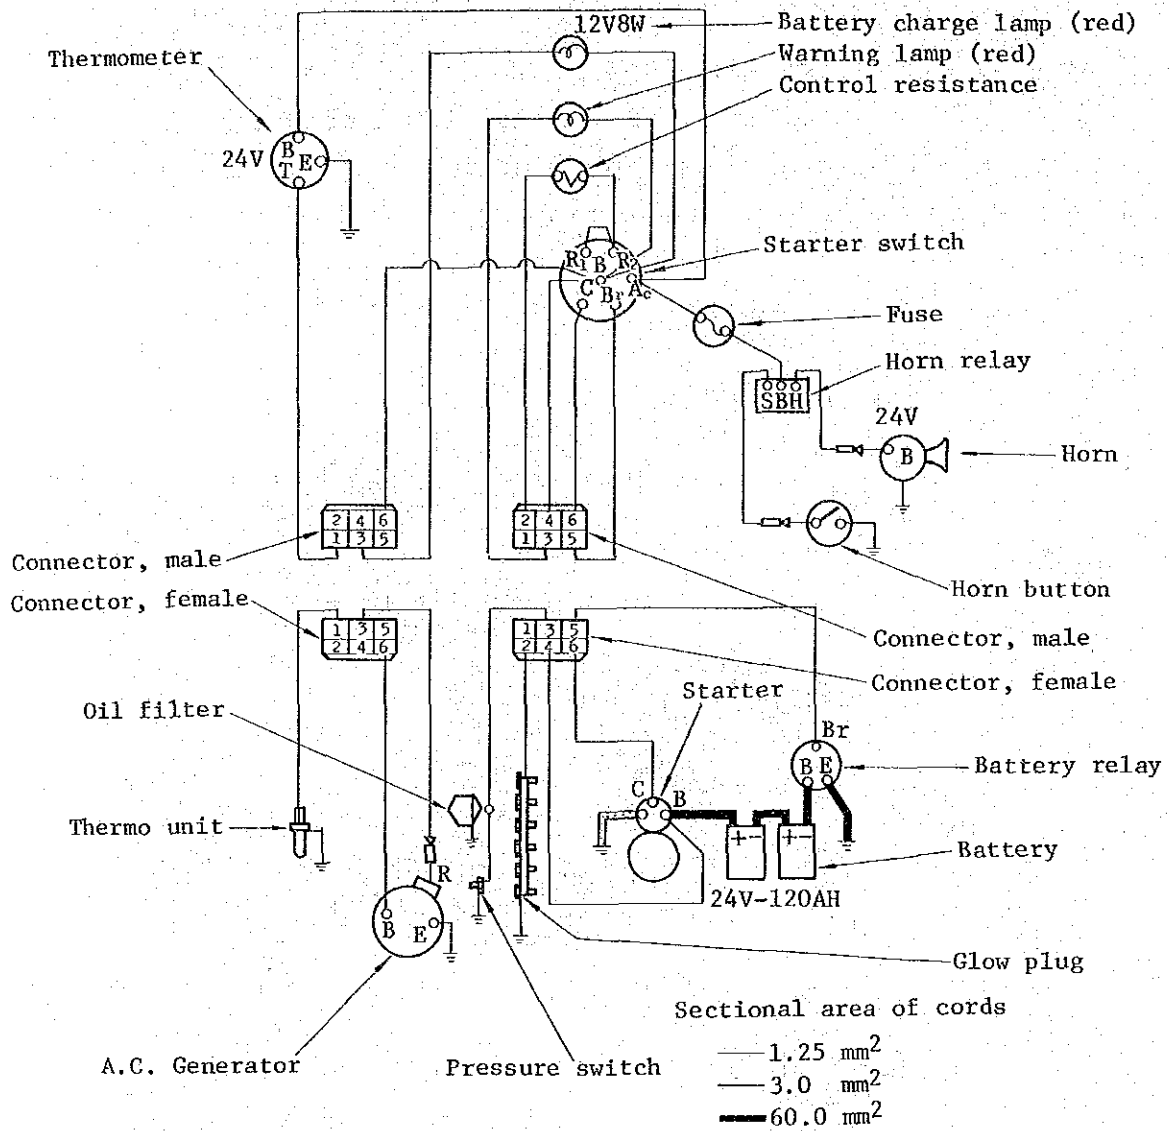 12V8W
Battery charge lamp (red)
Warning lamp (red)
Control resistance
Thermometer
24V
B
T
E
R1 B R2
C Br Ac
Starter switch
Fuse
Horn relay
SBH
24V
B
Horn
2 4 6
1 3 5
2 4 6
1 3 5
Connector, male
Horn button
Connector, female
1 3 5
2 4 6
1 3 5
2 4 6
Connector, male
Connector, female
Oil filter
Starter
Br
B E
Battery relay
C B
Thermo unit
+ -
+ -
Battery
24V-120AH
R
B E
Glow plug
A.C. Generator
Pressure switch
Sectional area of cords
1.25 mm2
3.0 mm2
60.0 mm2